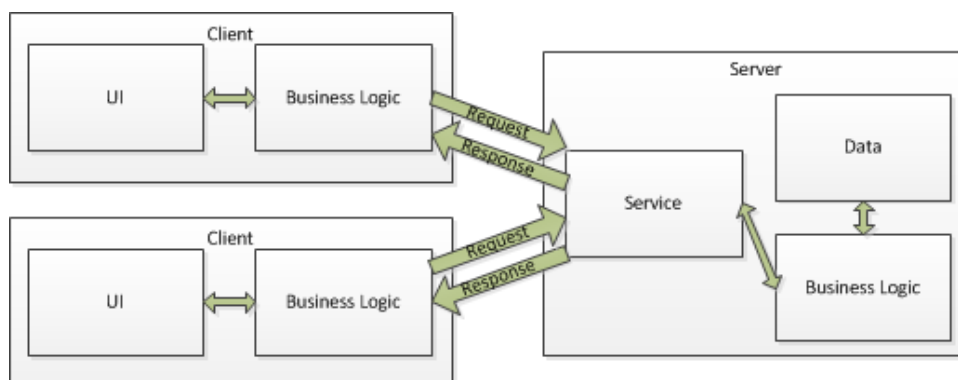 Client
UI
Business Logic
Request
Response
Client
UI
Business Logic
Request
Response
Server
Data
Service
Business Logic